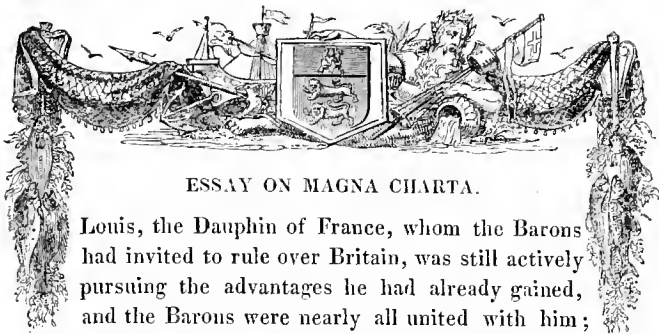 ESSAY ON MAGNA CHARTA.
Louis, the Dauphin of France, whom the Barons
had invited to rule over Britain, was still actively
pursuing the advantages he had already gained,
and the Barons were nearly all united with him;